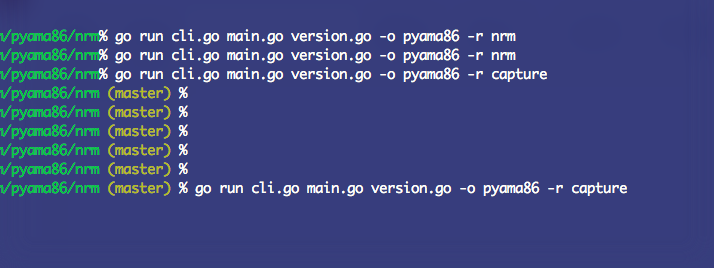 n/pyama86/nrm% go run cli.go main.go version.go -o pyama86 -r nrm
n/pyama86/nrm% go run cli.go main.go version.go -o pyama86 -r nrm
n/pyama86/nrm% go run cli.go main.go version.go -o pyama86 -r capture
n/pyama86/nrm (master) %
n/pyama86/nrm (master) %
n/pyama86/nrm (master) %
n/pyama86/nrm (master) %
n/pyama86/nrm (master) %
n/pyama86/nrm (master) % go run cli.go main.go version.go -o pyama86 -r capture